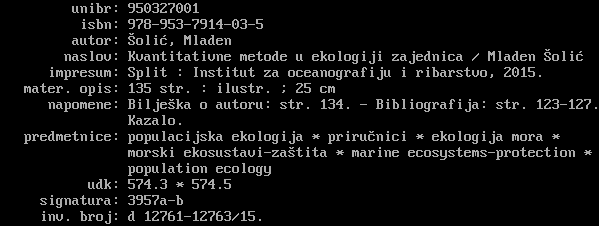 unibr: 950327001
isbn: 978-953-7914-03-5
autor: Šolić, Mladen
naslov: Kvantitativne metode u ekologiji zajednica / Mladen Šolić
impresum: Split : Institut za oceanografiju i ribarstvo, 2015.
mater. opis: 135 str. : ilustr. ; 25 cm
napomene: Bilješka o autoru: str. 134. - Bibliografija: str. 123-127.
Kazalo.
predmetnice: populacijska ekologija * priručnici * ekologija mora *
morski ekosustavi-zaštita * marine ecosystems-protection *
population ecology
udk: 574.3 * 574.5
signatura: 3957a-b
inv. broj: d 12761-12763/15.